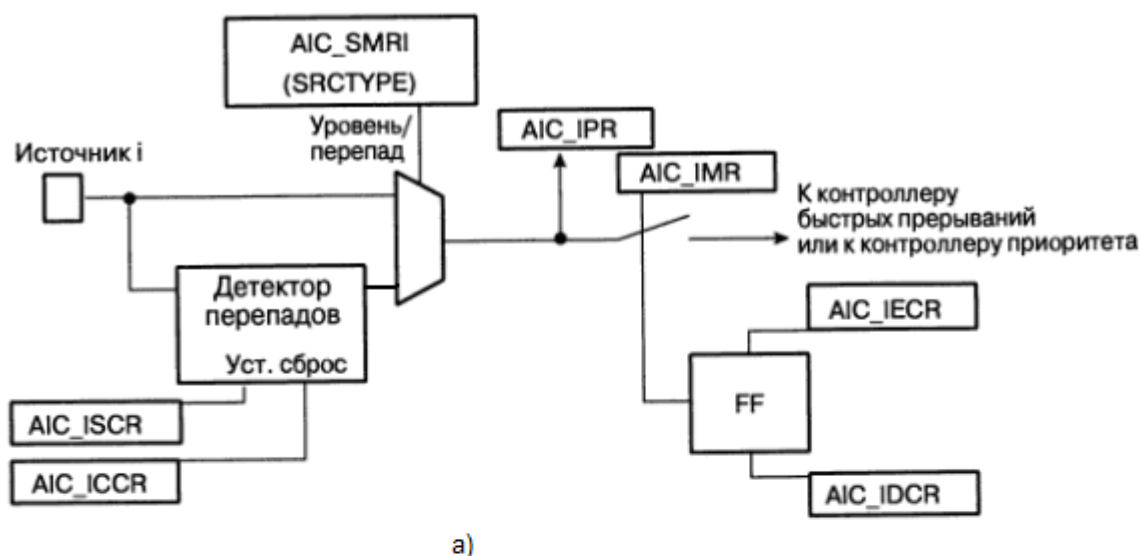 AIC_SMRI
(SRCTYPE)
Уровень/
перепад
Источник i
AIC_IPR
AIC_IMR
К контроллеру
быстрых прерываний
или к контроллеру приоритета
Детектор
перепадов
Уст. сброс
AIC_IECR
FF
AIC_ISCR
AIC_ICCR
AIC_IDCR
а)